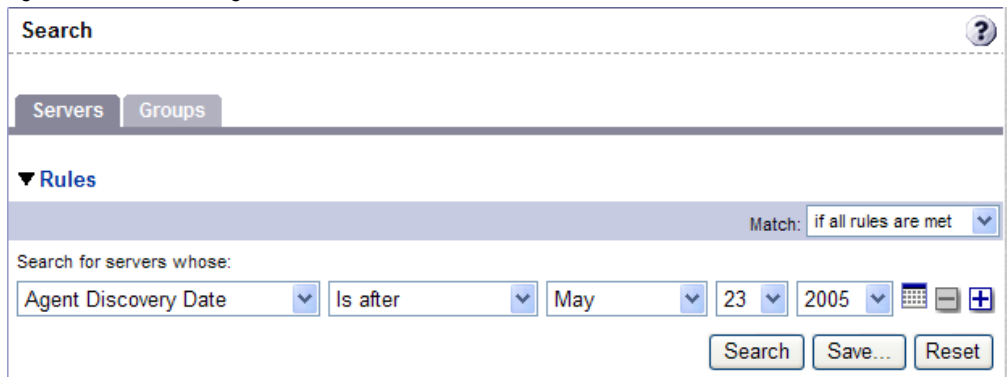 Search
?
Servers Groups
Rules
Match: if all rules are met
Search for servers whose:
Agent Discovery Date Is after May 23 2005
Search Save... Reset